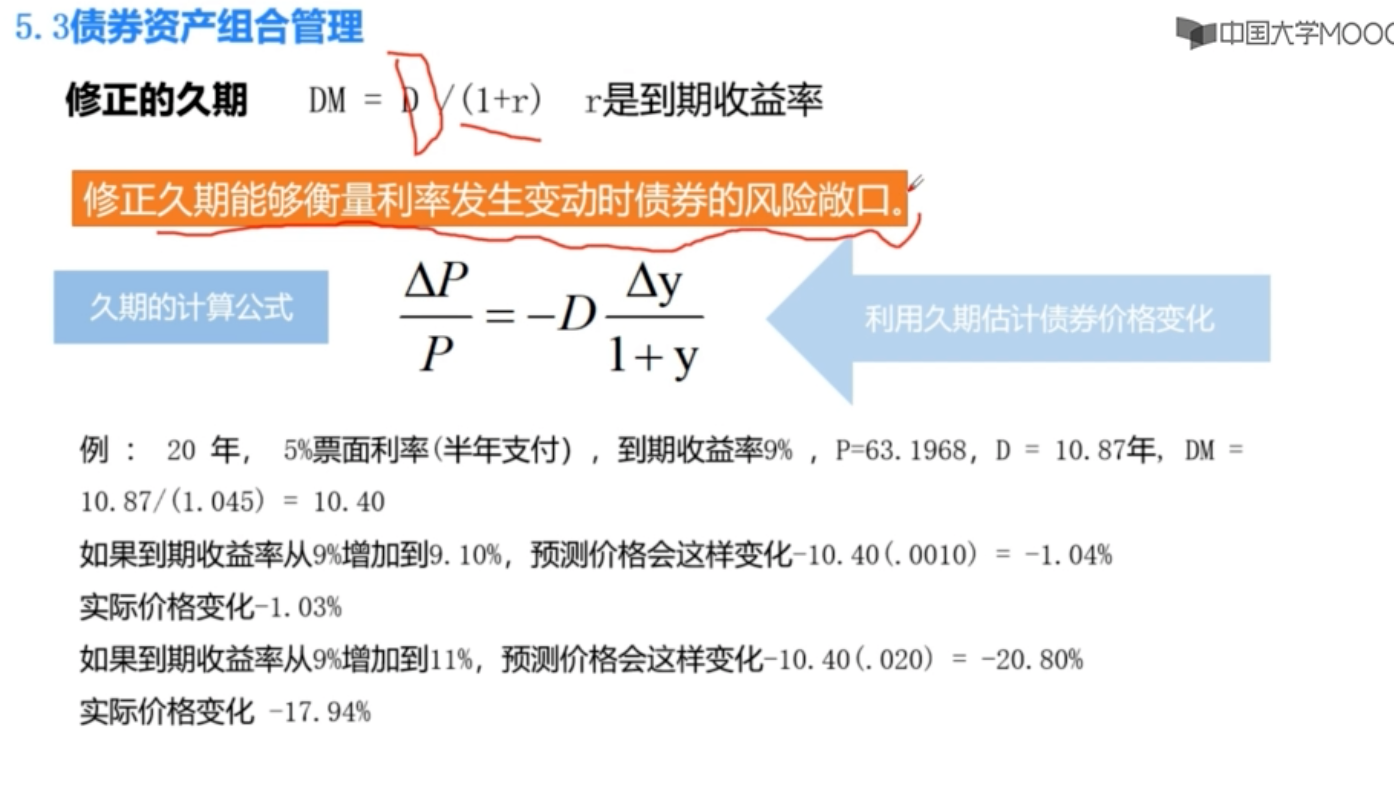 5.3债券资产组合管理
中国大学MOOC
修正的久期 DM = D /(1+r) r是到期收益率
修正久期能够衡量利率发生变动时债券的风险敞口.
久期的计算公式
ΔP/P = -D Δy/1+y
利用久期估计债券价格变化
例 : 20 年, 5%票面利率(半年支付), 到期收益率9% , P=63.1968, D = 10.87年, DM =
10.87/(1.045) = 10.40
如果到期收益率从9%增加到9.10%, 预测价格会这样变化-10.40(.0010) = -1.04%
实际价格变化-1.03%
如果到期收益率从9%增加到11%, 预测价格会这样变化-10.40(.020) = -20.80%
实际价格变化 -17.94%